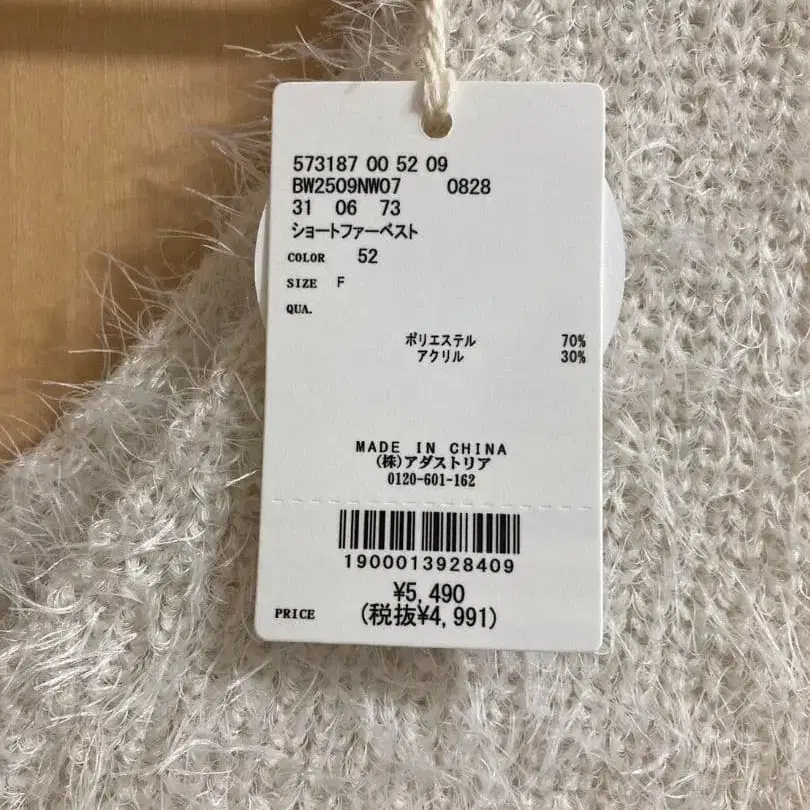 573187 00 52 09
BW2509NW07 0828
31 06 73
ショートファーベスト
COLOR 52
SIZE F
QUA.
ポリエステル 70%
アクリル 30%
MADE IN CHINA
(株)アダストリア
0120-601-162
1900013928409
¥5,490
PRICE (税抜¥4,991)